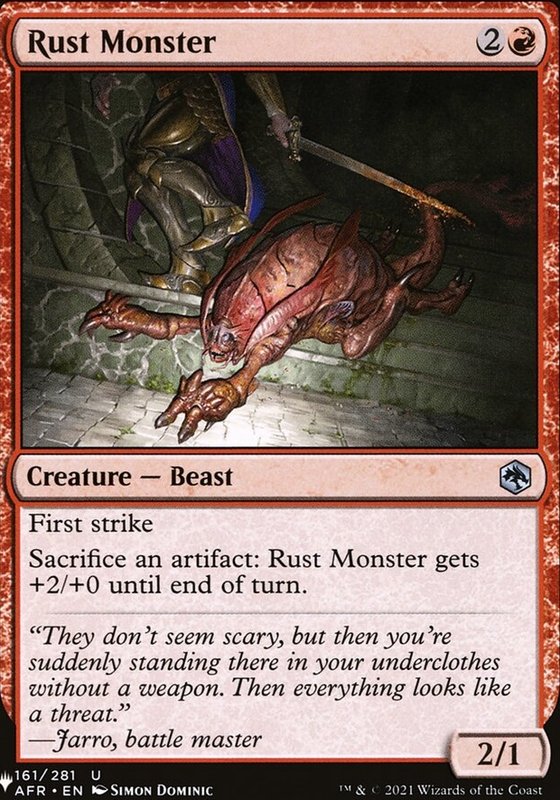 Rust Monster 2
Creature — Beast
First strike
Sacrifice an artifact: Rust Monster gets
+2/+0 until end of turn.
“They don’t seem scary, but then you’re
suddenly standing there in your underclothes
without a weapon. Then everything looks like
a threat.”
—Jarro, battle master
2/1
161/281 U
AFR • EN Simon Dominic
™ & © 2021 Wizards of the Coast